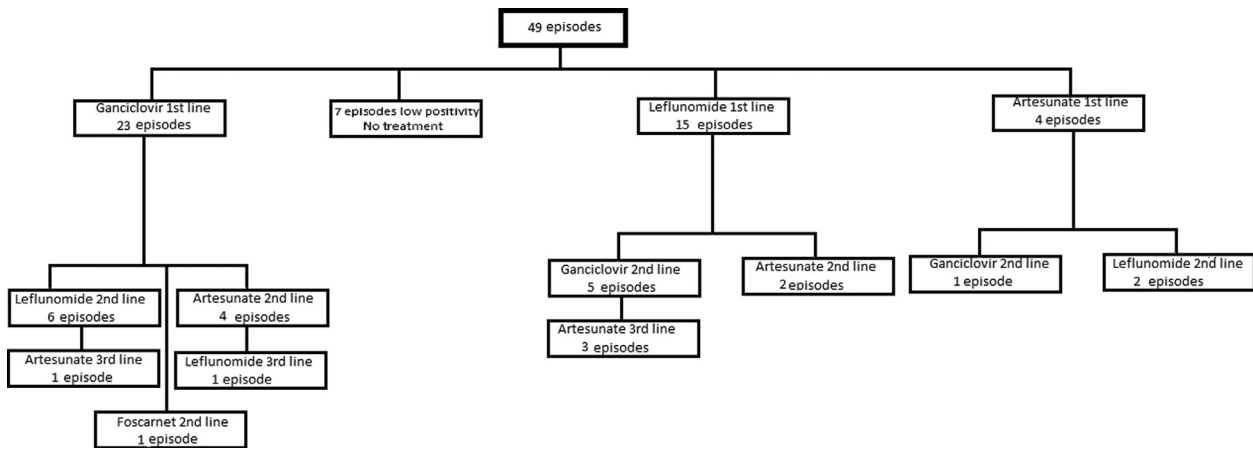 49 episodes
Ganciclovir 1st line
23 episodes
7 episodes low positivity
No treatment
Leflunomide 1st line
15 episodes
Artesunate 1st line
4 episodes
Leflunomide 2nd line
6 episodes
Artesunate 3rd line
1 episode
Artesunate 2nd line
4 episodes
Leflunomide 3rd line
1 episode
Foscarnet 2nd line
1 episode
Ganciclovir 2nd line
5 episodes
Artesunate 3rd line
3 episodes
Artesunate 2nd line
2 episodes
Ganciclovir 2nd line
1 episode
Leflunomide 2nd line
2 episodes